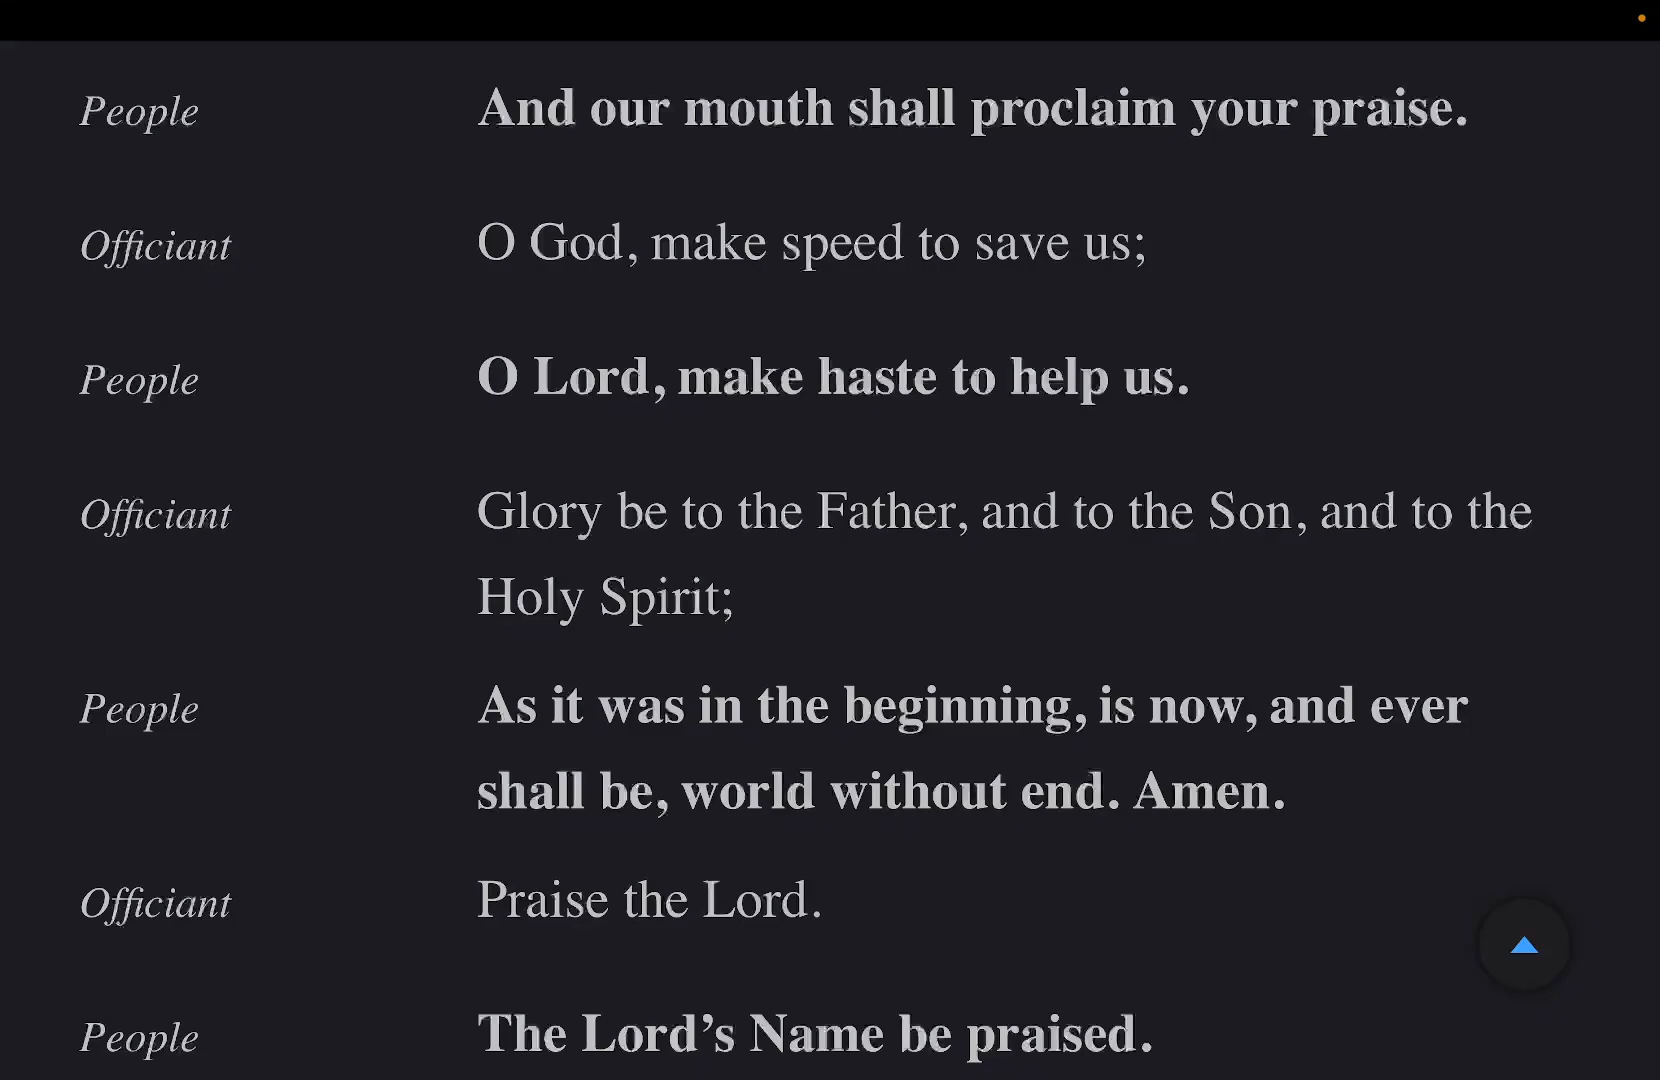 People And our mouth shall proclaim your praise.
Officiant O God, make speed to save us;
People O Lord, make haste to help us.
Officiant Glory be to the Father, and to the Son, and to the
Holy Spirit;
People As it was in the beginning, is now, and ever
shall be, world without end. Amen.
Officiant Praise the Lord.
People The Lord’s Name be praised.